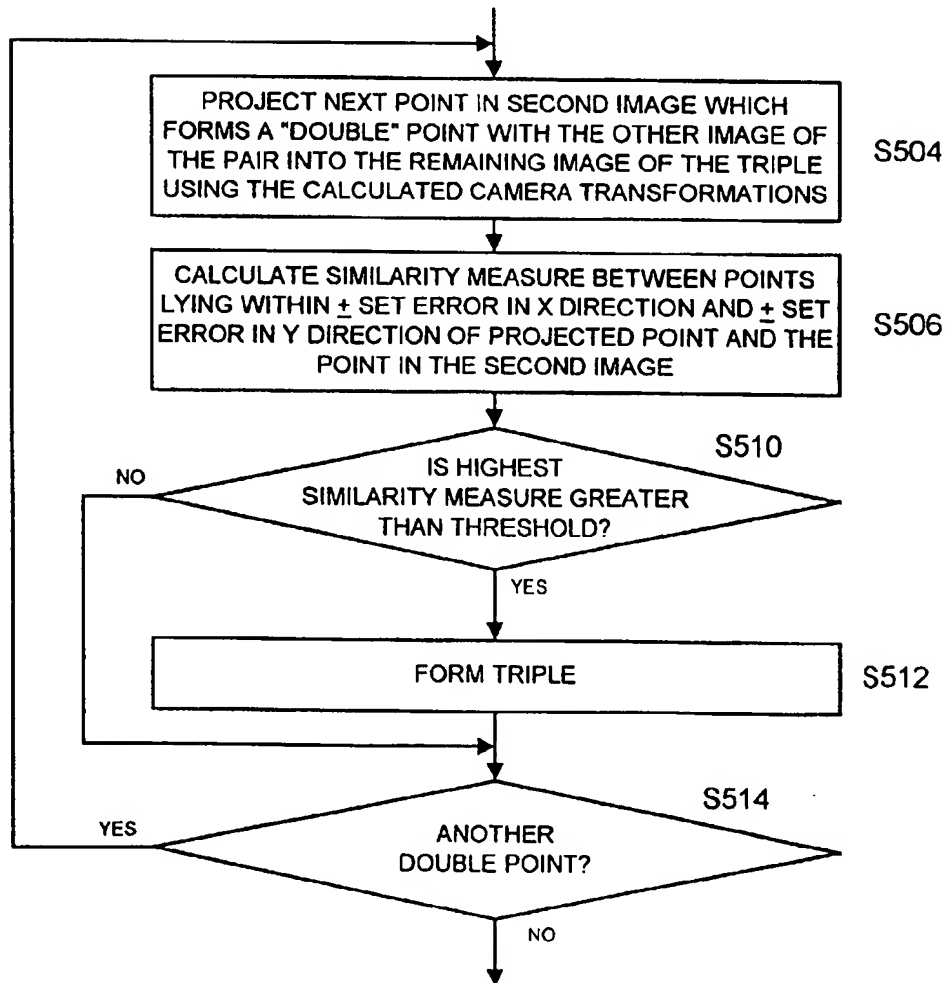 PROJECT NEXT POINT IN SECOND IMAGE WHICH
FORMS A "DOUBLE" POINT WITH THE OTHER IMAGE OF
THE PAIR INTO THE REMAINING IMAGE OF THE TRIPLE
USING THE CALCULATED CAMERA TRANSFORMATIONS
S504
CALCULATE SIMILARITY MEASURE BETWEEN POINTS
LYING WITHIN ± SET ERROR IN X DIRECTION AND ± SET
ERROR IN Y DIRECTION OF PROJECTED POINT AND THE
POINT IN THE SECOND IMAGE
S506
S510
NO
IS HIGHEST
SIMILARITY MEASURE GREATER
THAN THRESHOLD?
YES
FORM TRIPLE
S512
S514
YES
ANOTHER
DOUBLE POINT?
NO